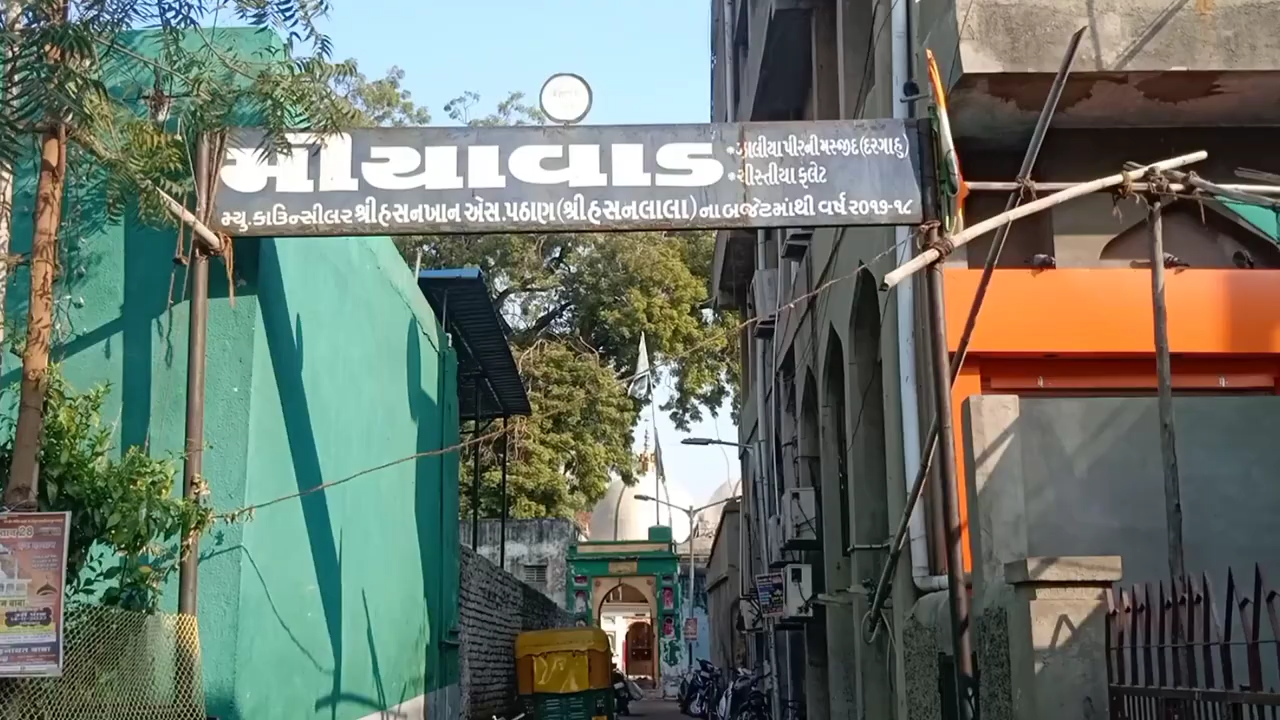 મીયાવાડ
•કાલીયાપીરનીમસ્જીદ(દરગાહ)
•ચીસ્તીયા ફ્લેટ
મ્યુ.કાઉન્સીલર શ્રીહસનખાન એસ.પઠાણ(શ્રીહસનલાલા)ના બજેટમાંથી વર્ષ ૨૦૧૭-૧૮